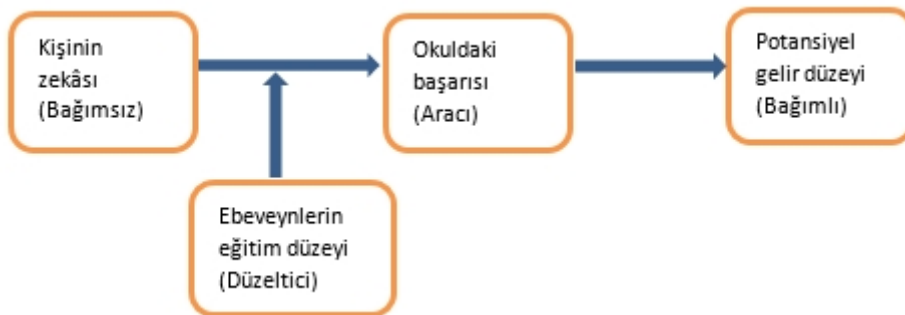 Kişinin
zekâsı
(Bağımsız)
Okuldaki
başarısı
(Aracı)
Potansiyel
gelir düzeyi
(Bağımlı)
Ebeveynlerin
eğitim düzeyi
(Düzeltici)